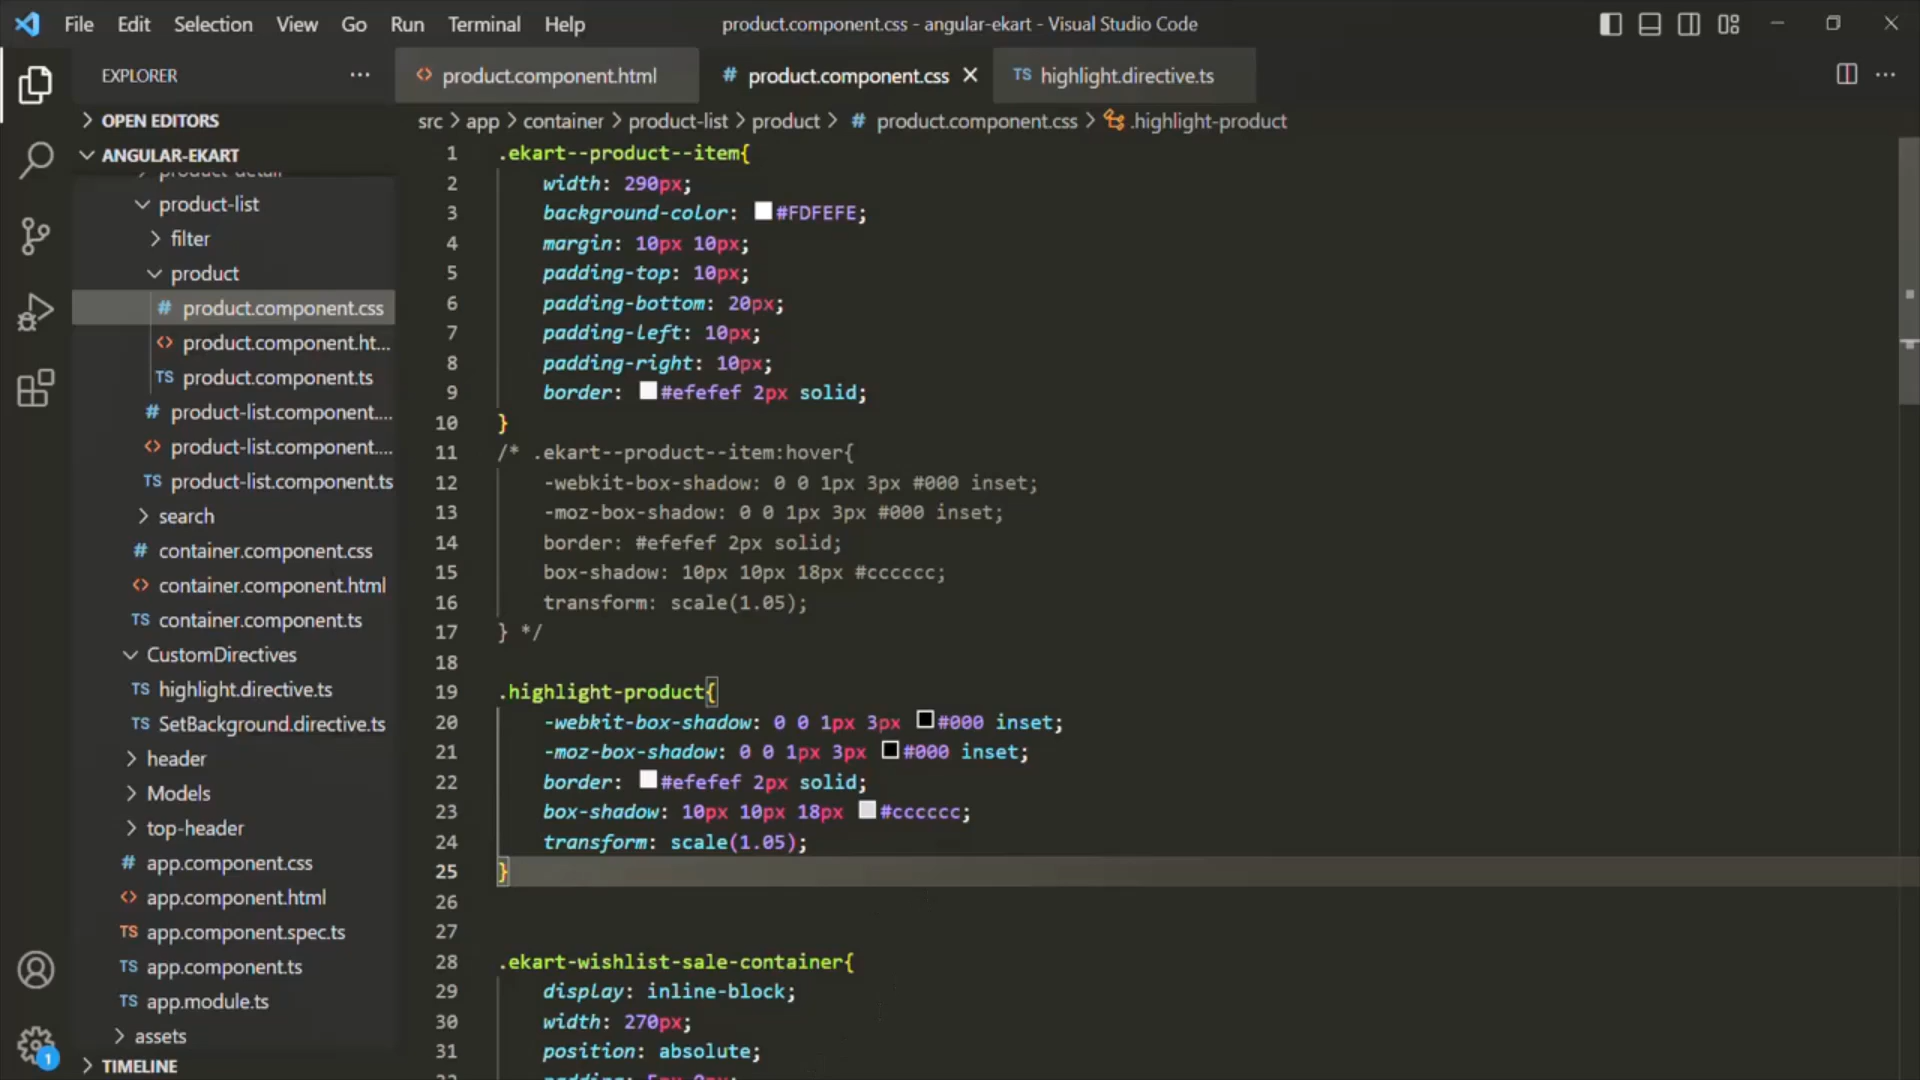 File Edit Selection View Go Run Terminal Help
product.component.css - angular-ekart - Visual Studio Code
EXPLORER
product.component.html
# product.component.css
TS highlight.directive.ts
OPEN EDITORS
ANGULAR-EKART
product-detail
product-list
filter
product
# product.component.css
<> product.component.ht...
TS product.component.ts
# product-list.component....
<> product-list.component....
TS product-list.component.ts
search
# container.component.css
<> container.component.html
TS container.component.ts
CustomDirectives
TS highlight.directive.ts
TS SetBackground.directive.ts
header
Models
top-header
# app.component.css
<> app.component.html
TS app.component.spec.ts
TS app.component.ts
TS app.module.ts
assets
TIMELINE
1
src > app > container > product-list > product > # product.component.css > .highlight-product
1 .ekart--product--item{
2 width: 290px;
3 background-color: #FDFEFE;
4 margin: 10px 10px;
5 padding-top: 10px;
6 padding-bottom: 20px;
7 padding-left: 10px;
8 padding-right: 10px;
9 border: #efefef 2px solid;
10 }
11 /* .ekart--product--item:hover{
12 -webkit-box-shadow: 0 0 1px 3px #000 inset;
13 -moz-box-shadow: 0 0 1px 3px #000 inset;
14 border: #efefef 2px solid;
15 box-shadow: 10px 10px 18px #cccccc;
16 transform: scale(1.05);
17 } */
18
19 .highlight-product{
20 -webkit-box-shadow: 0 0 1px 3px #000 inset;
21 -moz-box-shadow: 0 0 1px 3px #000 inset;
22 border: #efefef 2px solid;
23 box-shadow: 10px 10px 18px #cccccc;
24 transform: scale(1.05);
25 }
26
27
28 .ekart-wishlist-sale-container{
29 display: inline-block;
30 width: 270px;
31 position: absolute;